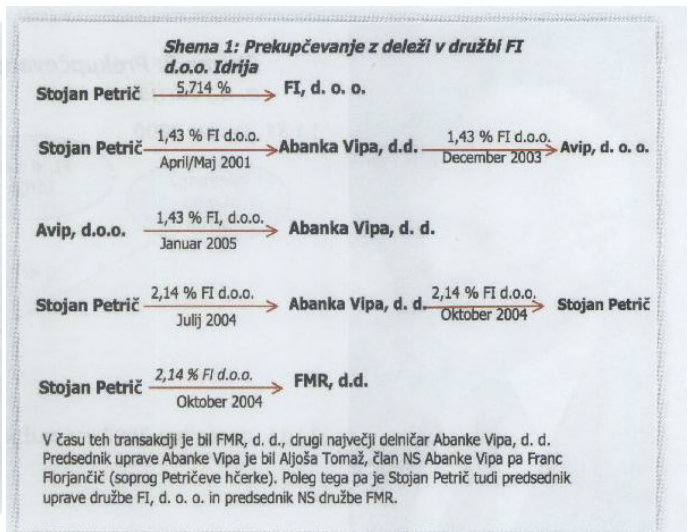 Shema 1: Prekupčevanje z deleži v družbi FI
d.o.o. Idrija
Stojan Petrič 5,714 % FI, d. o. o.
Stojan Petrič 1,43 % FI d.o.o. April/Maj 2001 Abanka Vipa, d.d. 1,43 % FI d.o.o. December 2003 Avip, d. o. o.
Avip, d.o.o. 1,43 % FI, d.o.o. Januar 2005 Abanka Vipa, d. d.
Stojan Petrič 2,14 % FI d.o.o. Julij 2004 Abanka Vipa, d. d. 2,14 % FI d.o.o. Oktober 2004 Stojan Petrič
Stojan Petrič 2,14 % FI d.o.o. Oktober 2004 FMR, d.d.
V času teh transakciji je bil FMR, d. d., drugi največji delničar Abanke Vipa, d. d.
Predsednik uprave Abanke Vipa je bil Aljoša Tomaž, član NS Abanke Vipa pa Franc
Florjančič (soprog Petričeve hčerke). Poleg tega pa je Stojan Petrič tudi predsednik
uprave družbe FI, d. o. o. in predsednik NS družbe FMR.